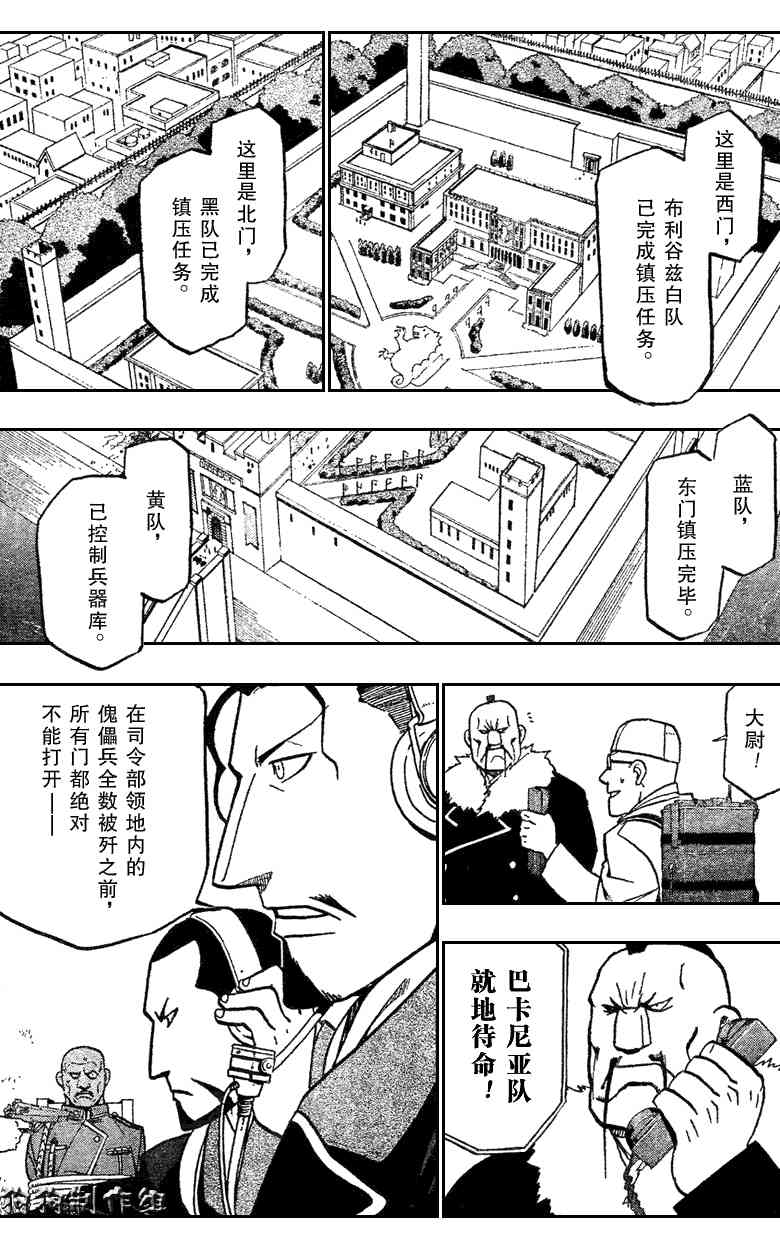 这里是西门，
布利谷兹白队
已完成镇压任务。
这里是北门，
黑队已完成
镇压任务。
蓝队，
东门镇压完毕。
黄队，
已控制兵器库。
大尉！
巴卡尼亚队
就地待命！
在司令部领地内的
傀儡兵全数被歼之前，
所有门都绝对
不能打开——
制作组